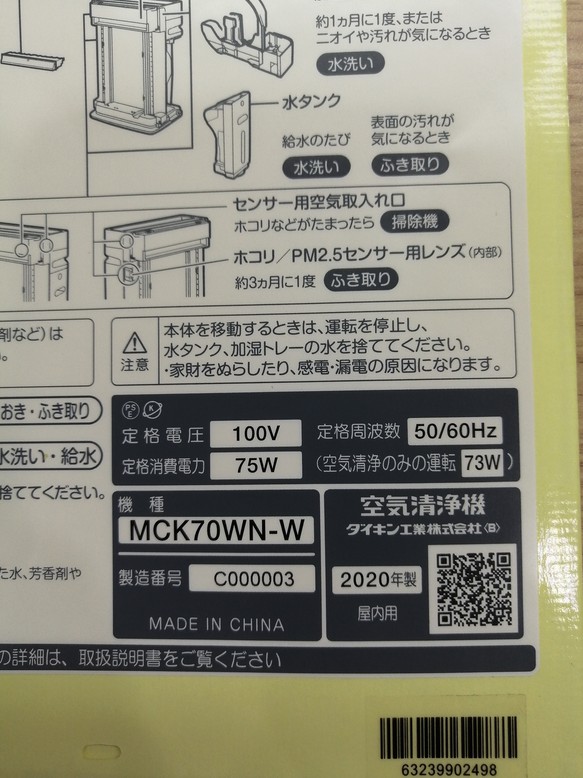 約1ヵ月に1度、または
ニオイや汚れが気になるとき
水洗い
水タンク
給水のたび
水洗い
表面の汚れが
気になるとき
ふき取り
センサー用空気取入れ口
ホコリなどがたまったら 掃除機
ホコリ/PM2.5センサー用レンズ(内部)
約3ヵ月に1度 ふき取り
剤など)は
。
注意
本体を移動するときは、運転を停止し、
水タンク、加湿トレーの水を捨ててください。
・家財をぬらしたり、感電・漏電の原因になります。
おき・ふき取り
水洗い・給水
捨ててください。
た水、芳香剤や
PS
E
定格電圧 100V 定格周波数 50/60Hz
定格消費電力 75W (空気清浄のみの運転 73W)
機種
MCK70WN-W
製造番号 C000003
MADE IN CHINA
空気清浄機
ダイキン工業株式会社〈B〉
2020年製
屋内用
の詳細は、取扱説明書をご覧ください
63239902498